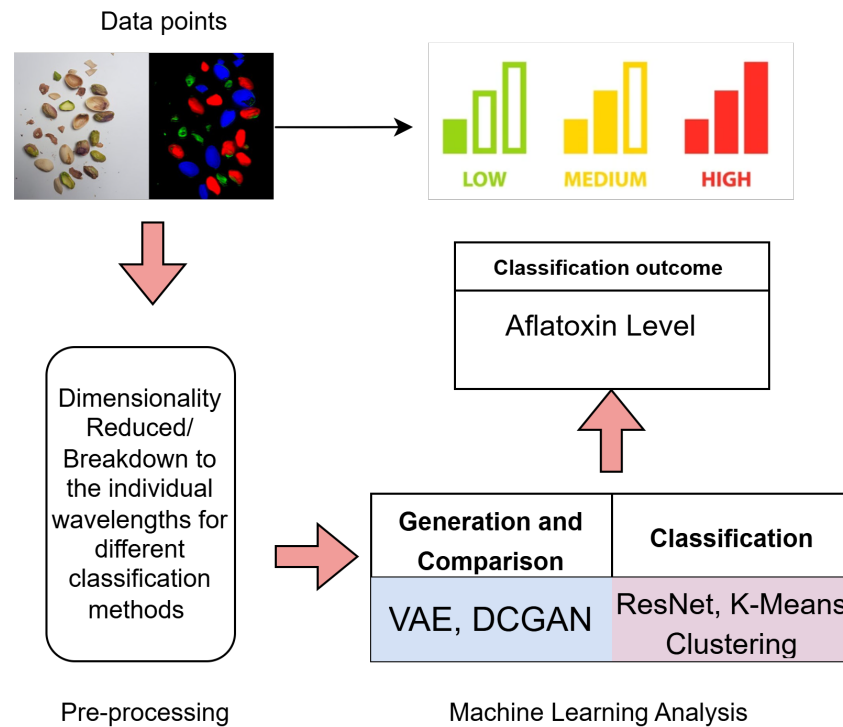 Data points
LOW
MEDIUM
HIGH
Classification outcome
Aflatoxin Level
Dimensionality
Reduced/
Breakdown to
the individual
wavelengths for
different
classification
methods
Generation and
Comparison
Classification
VAE, DCGAN
ResNet, K-Means
Clustering
Pre-processing
Machine Learning Analysis